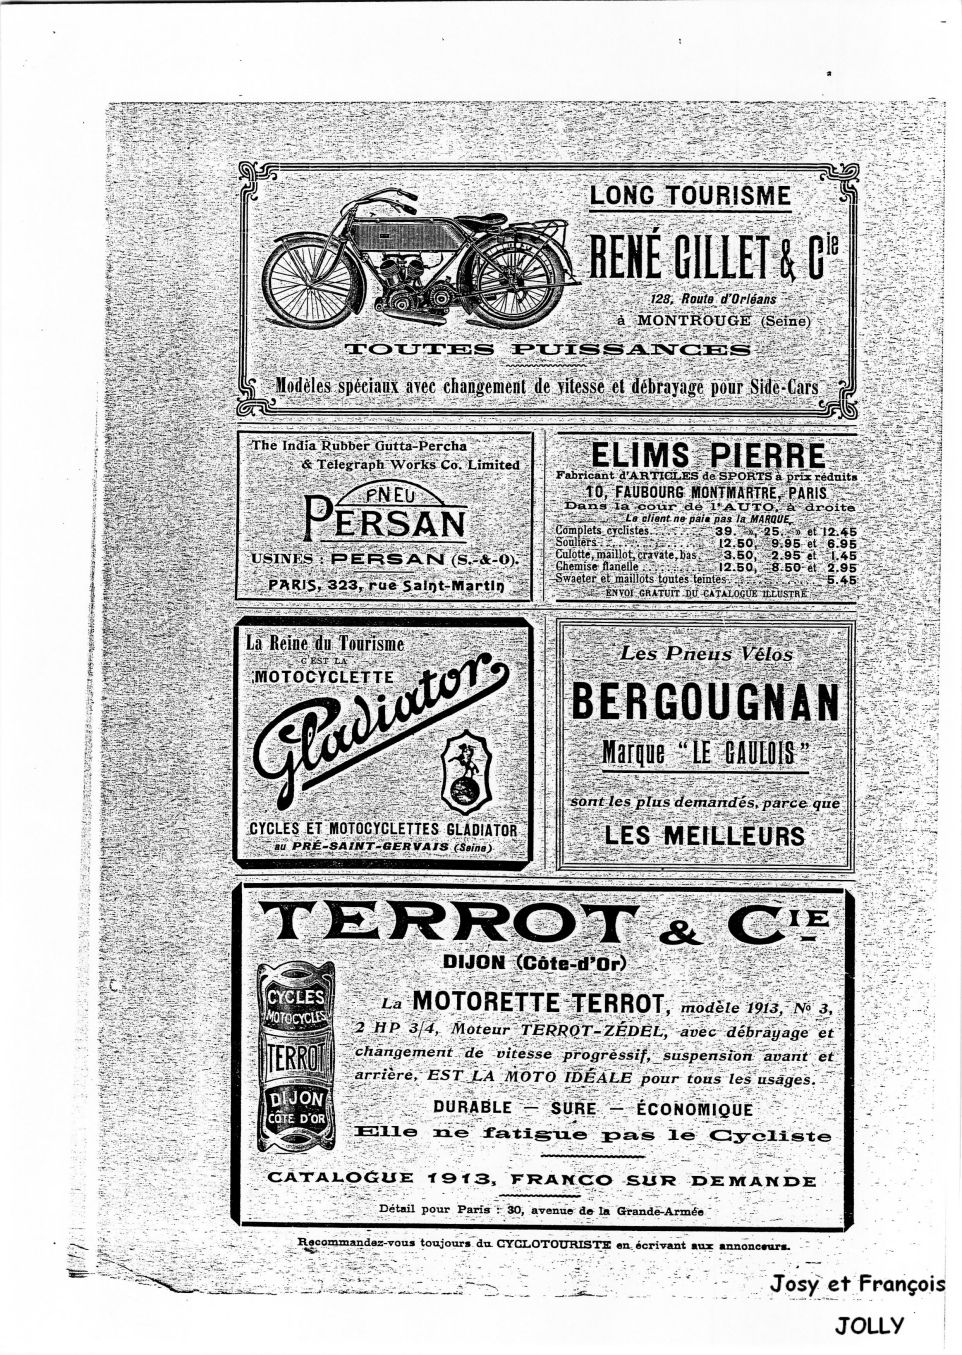 LONG TOURISME
RENÉ GILLET & Cie
128, Route d'Orléans
à MONTROUGE (Seine)
TOUTES PUISSANCES
Modèles spéciaux avec changement de vitesse et débrayage pour Side-Cars
The India Rubber Gutta-Percha
& Telegraph Works Co. Limited
PNEU
PERSAN
USINES : PERSAN (S.-&-O).
PARIS, 323, rue Saint-Martin
ELIMS PIERRE
Fabricant d'ARTICLES de SPORTS à prix réduits
10, FAUBOURG MONTMARTRE, PARIS
Dans la cour de l'AUTO, à droite
Le client ne paie pas la MARQUE.
Complets cyclistes. 39. », 25. » et 12.45
Souliers 12.50, 9.95 et 6.95
Culotte, maillot, cravate, bas. 3.50, 2.95 et 1.45
Chemise flanelle 12.50, 8.50 et 2.95
Swaeter et maillots toutes teintes 5.45
ENVOI GRATUIT DU CATALOGUE ILLUSTRÉ
La Reine du Tourisme
C'EST LA
MOTOCYCLETTE
Gladiator
CYCLES ET MOTOCYCLETTES GLADIATOR
au PRÉ-SAINT-GERVAIS (Seine)
Les Pneus Vélos
BERGOUGNAN
Marque "LE GAULOIS"
sont les plus demandés, parce que
LES MEILLEURS
TERROT & CIE
DIJON (Côte-d'Or)
CYCLES
MOTOCYCLES
TERROT
DIJON
CÔTE D'OR
La MOTORETTE TERROT, modèle 1913, No 3,
2 HP 3/4, Moteur TERROT-ZÉDEL, avec débrayage et
changement de vitesse progressif, suspension avant et
arrière, EST LA MOTO IDÉALE pour tous les usages.
DURABLE — SURE — ÉCONOMIQUE
Elle ne fatigue pas le Cycliste
CATALOGUE 1913, FRANCO SUR DEMANDE
Détail pour Paris : 30, avenue de la Grande-Armée
Recommandez-vous toujours du CYCLOTOURISTE en écrivant aux annonceurs.
Josy et François
JOLLY